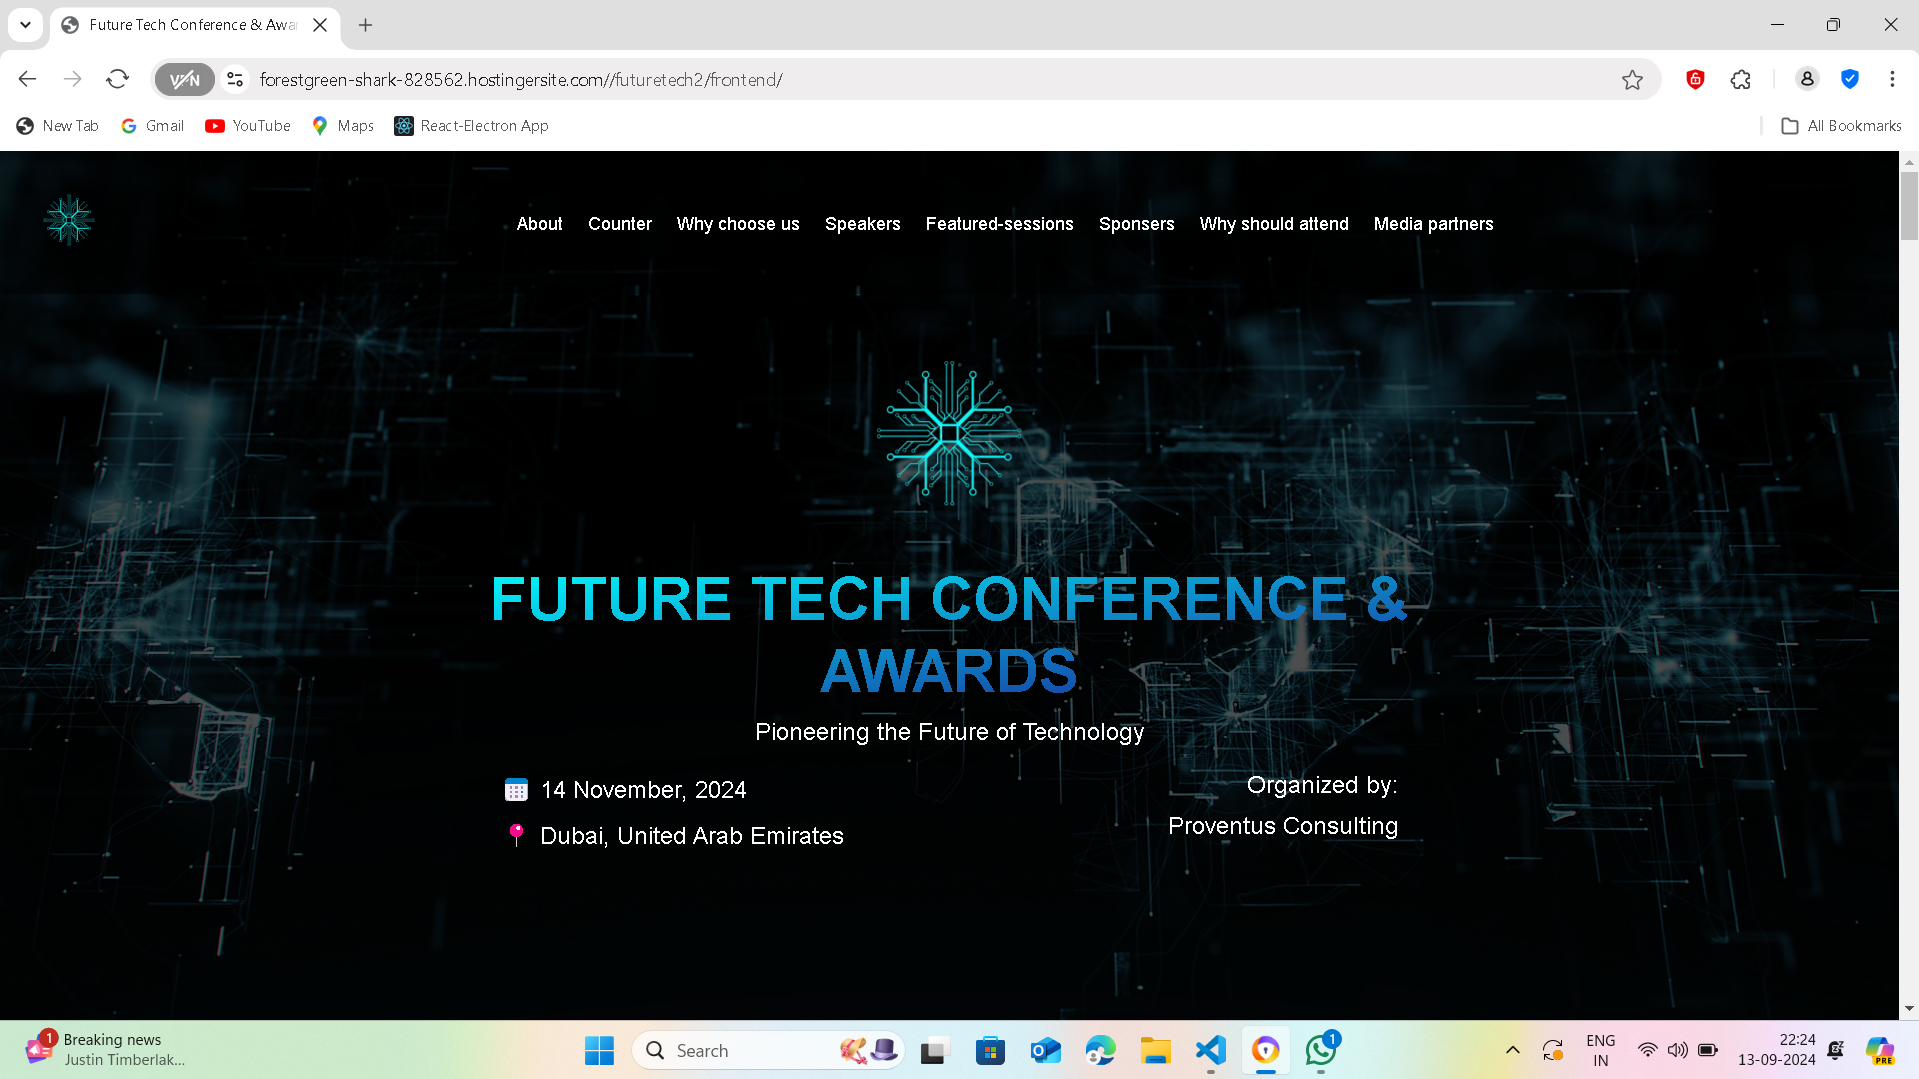 Future Tech Conference & Awar
VPN
forestgreen-shark-828562.hostingersite.com//futuretech2/frontend/
New Tab
Gmail
YouTube
Maps
React-Electron App
All Bookmarks
About
Counter
Why choose us
Speakers
Featured-sessions
Sponsers
Why should attend
Media partners
FUTURE TECH CONFERENCE &
AWARDS
Pioneering the Future of Technology
14 November, 2024
Dubai, United Arab Emirates
Organized by:
Proventus Consulting
1
Breaking news
Justin Timberlak...
Search
1
ENG
IN
22:24
13-09-2024
PRE